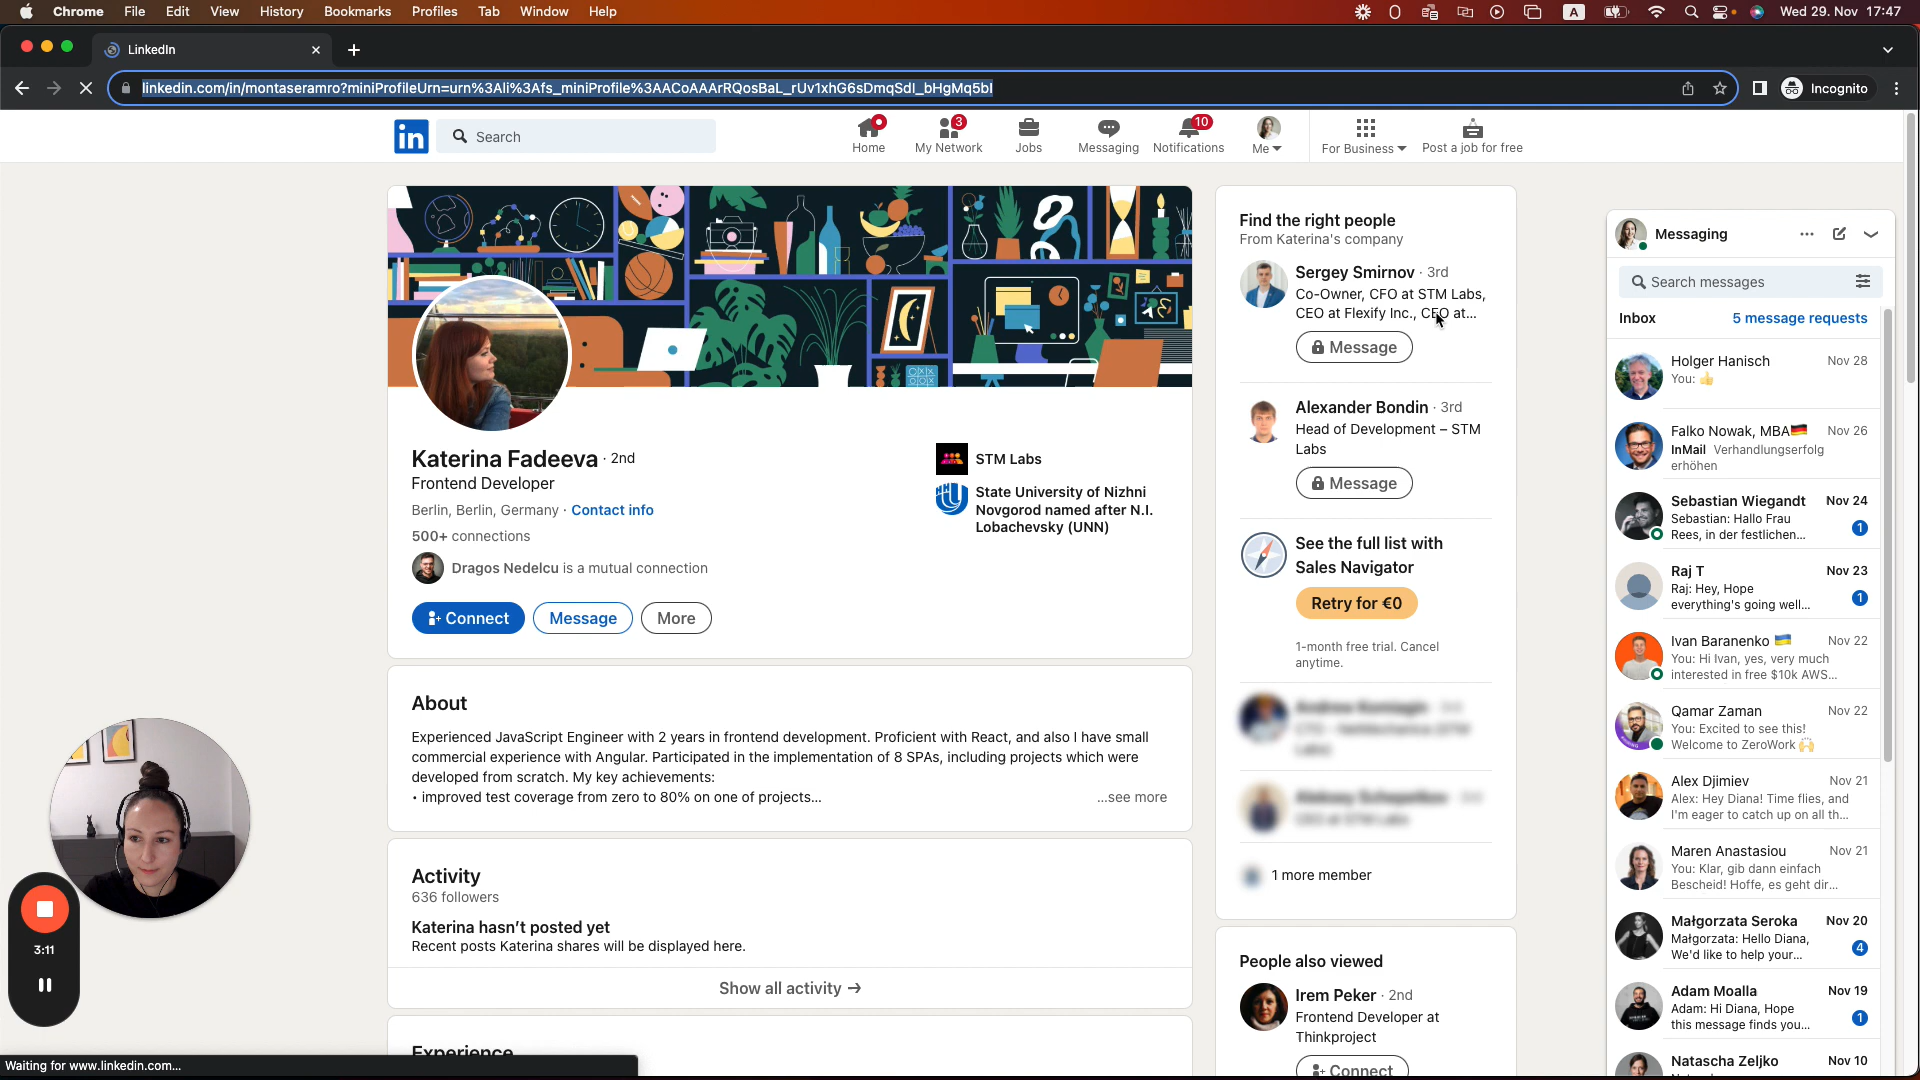 Chrome File Edit View History Bookmarks Profiles Tab Window Help
A
Wed 29. Nov 17:47
LinkedIn
linkedin.com/in/montaseramro?miniProfileUrn=urn%3Ali%3Afs_miniProfile%3AACoAAArRQosBaL_rUv1xhG6sDmqSdI_bHgMq5bI
Incognito
in
Search
Home
3
My Network
Jobs
Messaging
10
Notifications
Me
For Business
Post a job for free
Katerina Fadeeva · 2nd
Frontend Developer
Berlin, Berlin, Germany · Contact info
500+ connections
Dragos Nedelcu is a mutual connection
Connect
Message
More
STM Labs
State University of Nizhni
Novgorod named after N.I.
Lobachevsky (UNN)
About
Experienced JavaScript Engineer with 2 years in frontend development. Proficient with React, and also I have small
commercial experience with Angular. Participated in the implementation of 8 SPAs, including projects which were
developed from scratch. My key achievements:
• improved test coverage from zero to 80% on one of projects...
...see more
Activity
636 followers
Katerina hasn't posted yet
Recent posts Katerina shares will be displayed here.
Show all activity →
Experience
Find the right people
From Katerina's company
Sergey Smirnov · 3rd
Co-Owner, CFO at STM Labs,
CEO at Flexify Inc., CEO at...
Message
Alexander Bondin · 3rd
Head of Development – STM
Labs
Message
See the full list with
Sales Navigator
Retry for €0
1-month free trial. Cancel
anytime.
1 more member
People also viewed
Irem Peker · 2nd
Frontend Developer at
Thinkproject
Connect
Messaging
Search messages
Inbox
5 message requests
Holger Hanisch Nov 28
You: 👍
Falko Nowak, MBA🇩🇪 Nov 26
InMail Verhandlungserfolg
erhöhen
Sebastian Wiegandt Nov 24
Sebastian: Hallo Frau
Rees, in der festlichen...
1
Raj T Nov 23
Raj: Hey, Hope
everything's going well...
1
Ivan Baranenko 🇺🇦 Nov 22
You: Hi Ivan, yes, very much
interested in free $10k AWS...
Qamar Zaman Nov 22
You: Excited to see this!
Welcome to ZeroWork 🙌
Alex Djimiev Nov 21
Alex: Hey Diana! Time flies, and
I'm eager to catch up on all th...
Maren Anastasiou Nov 21
You: Klar, gib dann einfach
Bescheid! Hoffe, es geht dir...
Małgorzata Seroka Nov 20
Małgorzata: Hello Diana,
We'd like to help your...
4
Adam Moalla Nov 19
Adam: Hi Diana, Hope
this message finds you...
1
Natascha Zeljko Nov 10
3:11
Waiting for www.linkedin.com...